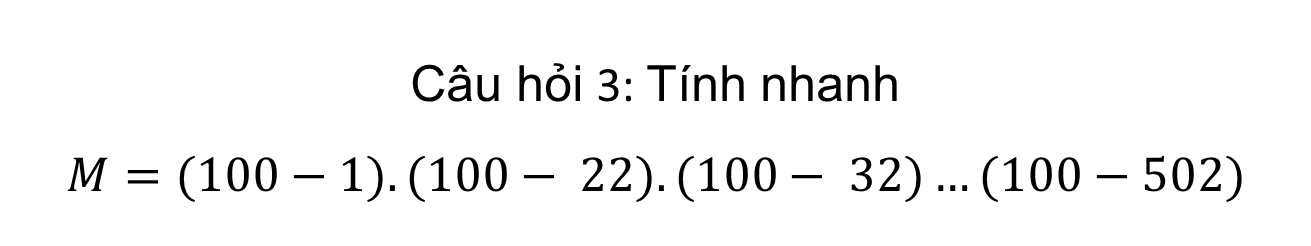 Câu hỏi 3: Tính nhanh
M = (100 − 1).(100 − 22).(100 − 32) … (100 − 502)